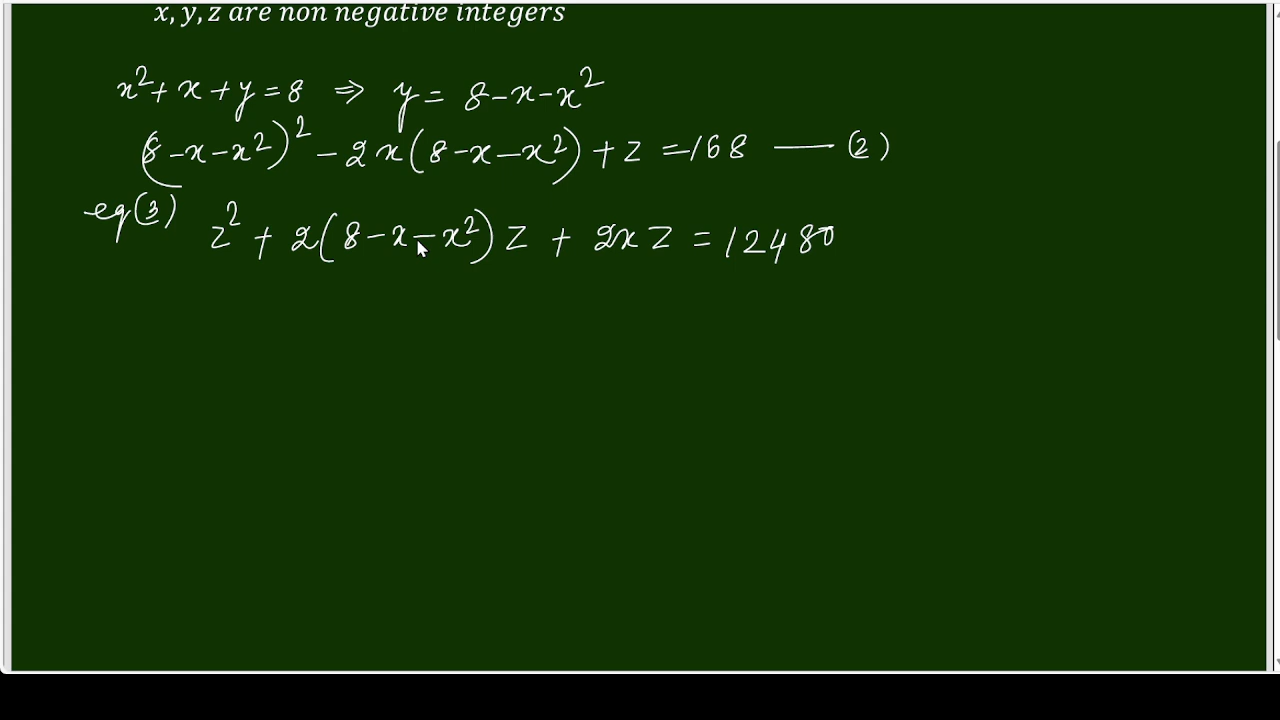 x, y, z are non negative integers
x² + x + y = 8 ⇒ y = 8 - x - x²
(8 - x - x²)² - 2x(8 - x - x²) + z = 168 — (2)
eq(3) z² + 2(8 - x - x²) z + 2x z = 12480